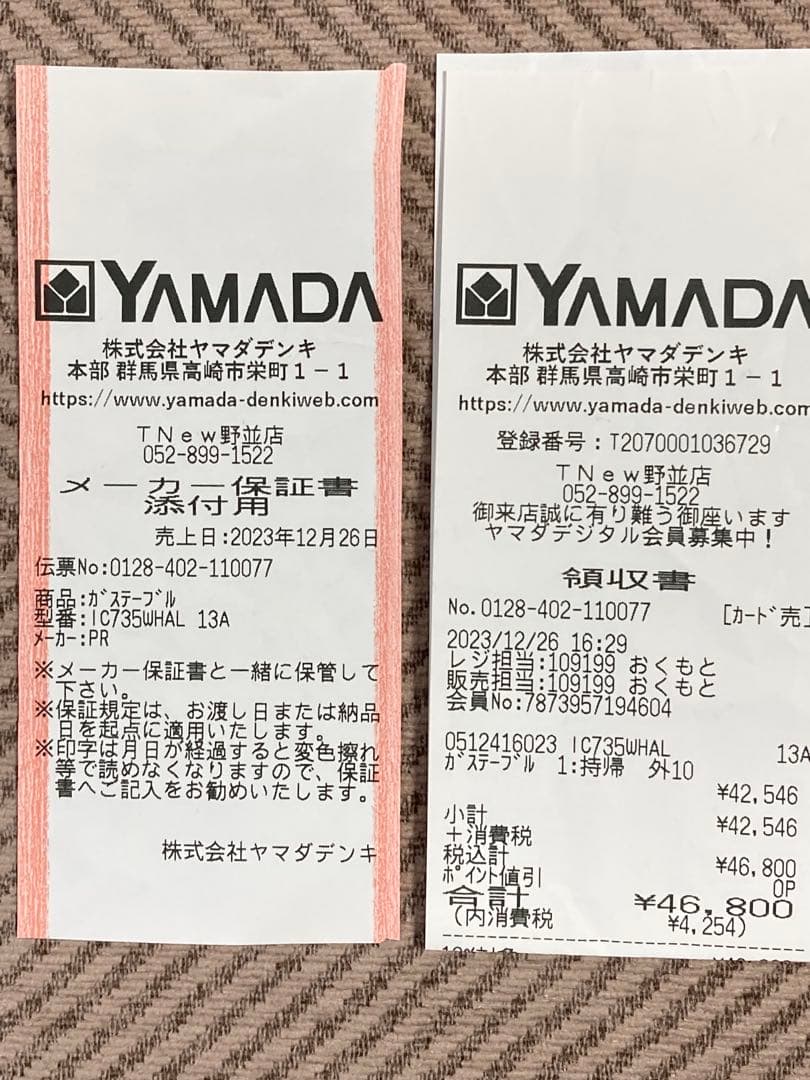 YAMADA
株式会社ヤマダデンキ
本部 群馬県高崎市栄町1-1
https://www.yamada-denkiweb.com
TNew野並店
052-899-1522
メーカー保証書
添付用
売上日:2023年12月26日
伝票No:0128-402-110077
商品:ガステーブル
型番:IC735WHAL 13A
メーカー:PR
※メーカー保証書と一緒に保管して
下さい。
※保証規定は、お渡し日または納品
日を起点に適用いたします。
※印字は月日が経過すると変色擦れ
等で読めなくなりますので、保証
書へご記入をお勧めいたします。
株式会社ヤマダデンキ
YAMADA
株式会社ヤマダデンキ
本部 群馬県高崎市栄町1-1
https://www.yamada-denkiweb.com
登録番号:T2070001036729
TNew野並店
052-899-1522
御来店誠に有り難う御座います
ヤマダデジタル会員募集中!
領収書
No.0128-402-110077 [カード売]
2023/12/26 16:29
レジ担当:109199 おくもと
販売担当:109199 おくもと
会員No:7873957194604
0512416023 IC735WHAL 13A
ガステーブル 1:持帰 外10
¥42,546
小計 ¥42,546
+消費税
税込計 ¥46,800
ポイント値引 0P
合計 ¥46,800
(内消費税 ¥4,254)